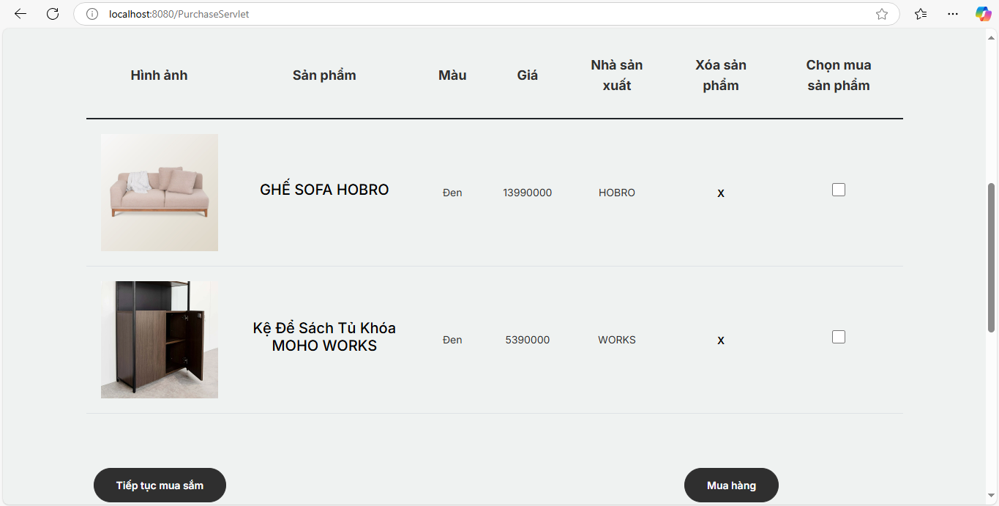 localhost:8080/PurchaseServlet
Hình ảnh
Sản phẩm
Màu
Giá
Nhà sản
xuất
Xóa sản
phẩm
Chọn mua
sản phẩm
GHẾ SOFA HOBRO
Đen
13990000
HOBRO
X
Kệ Để Sách Tủ Khóa
MOHO WORKS
Đen
5390000
WORKS
X
Tiếp tục mua sắm
Mua hàng